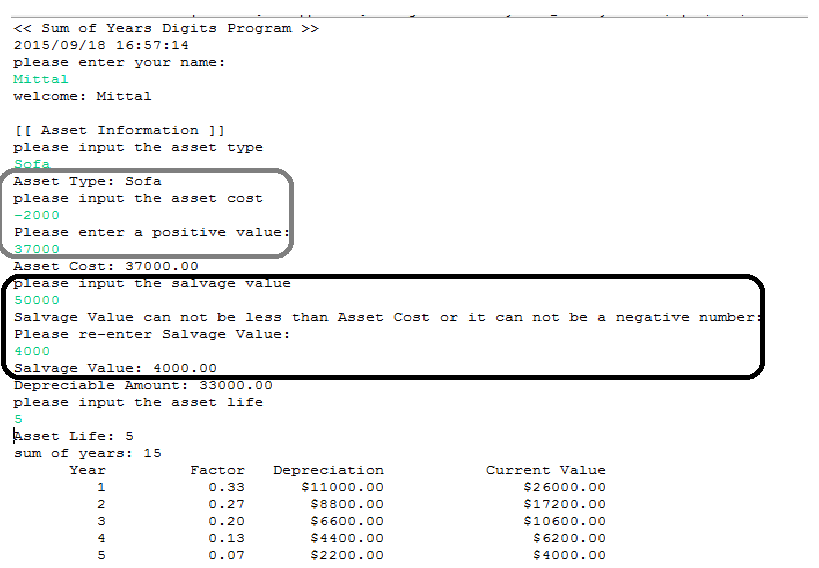 << Sum of Years Digits Program >>
2015/09/18 16:57:14
please enter your name:
Mittal
welcome: Mittal
[[ Asset Information ]]
please input the asset type
Sofa
Asset Type: Sofa
please input the asset cost
-2000
Please enter a positive value:
37000
Asset Cost: 37000.00
please input the salvage value
50000
Salvage Value can not be less than Asset Cost or it can not be a negative number:
Please re-enter Salvage Value:
4000
Salvage Value: 4000.00
Depreciable Amount: 33000.00
please input the asset life
5
Asset Life: 5
sum of years: 15
Year Factor Depreciation Current Value
1 0.33 $11000.00 $26000.00
2 0.27 $8800.00 $17200.00
3 0.20 $6600.00 $10600.00
4 0.13 $4400.00 $6200.00
5 0.07 $2200.00 $4000.00